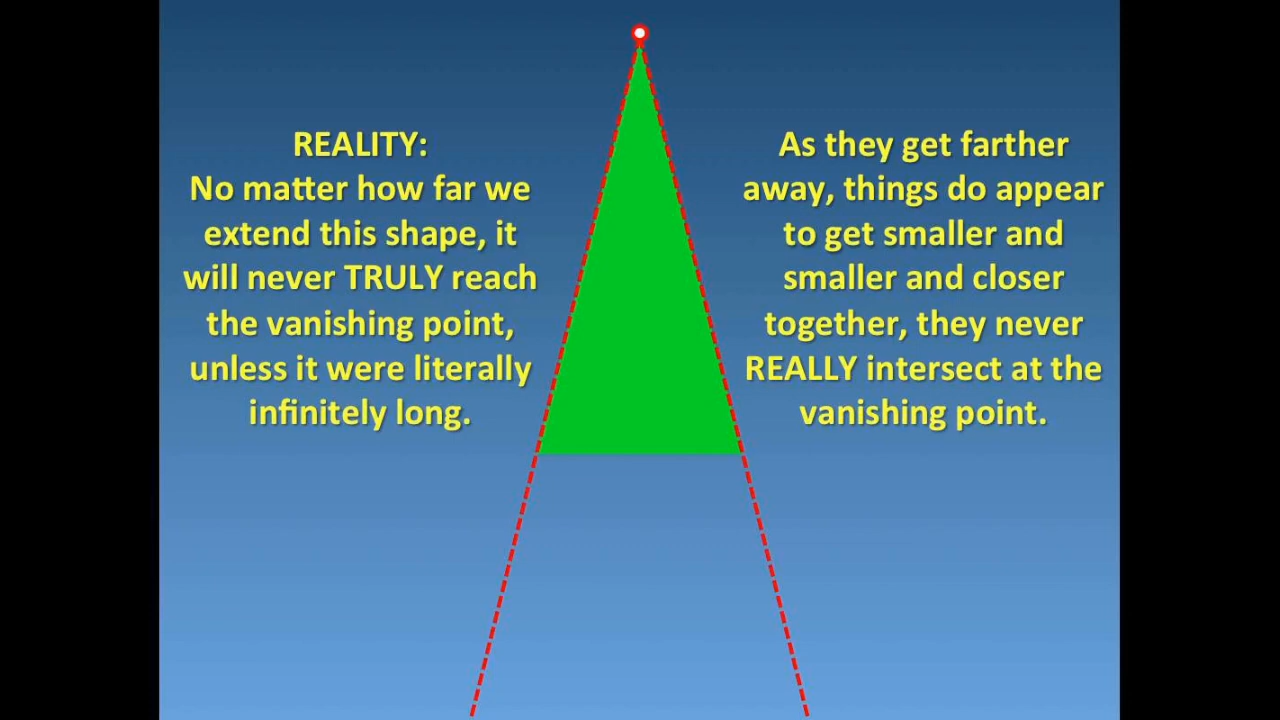 REALITY:
No matter how far we
extend this shape, it
will never TRULY reach
the vanishing point,
unless it were literally
infinitely long.
As they get farther
away, things do appear
to get smaller and
smaller and closer
together, they never
REALLY intersect at the
vanishing point.